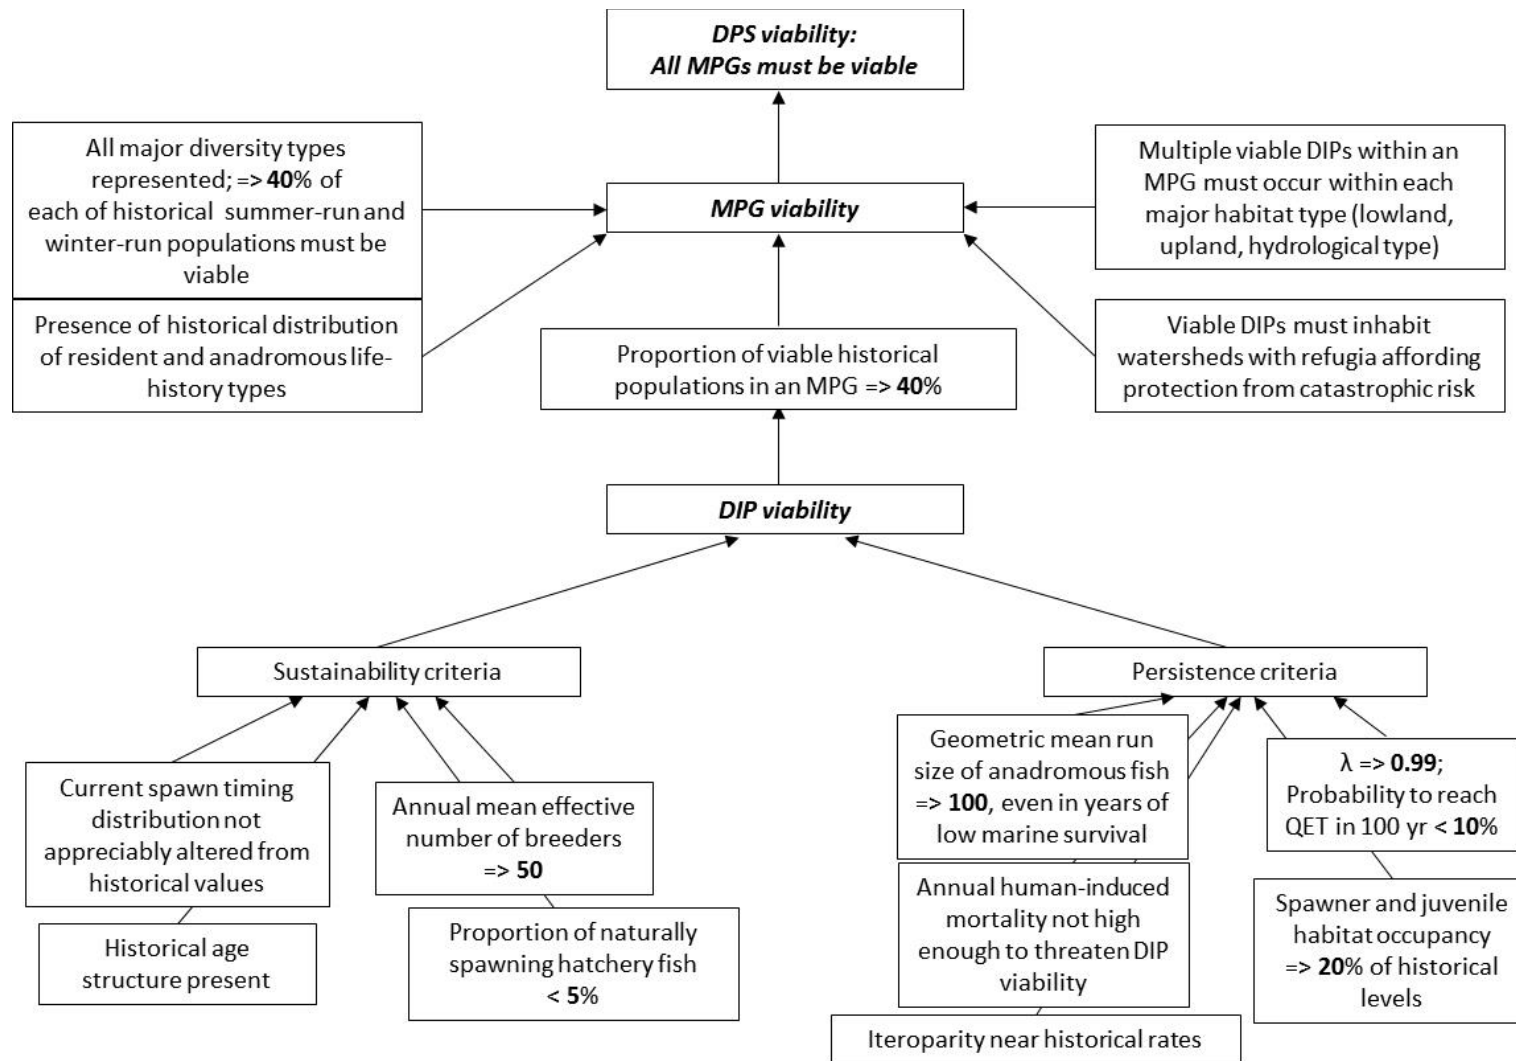 DPS viability:
All MPGs must be viable
All major diversity types
represented; => 40% of
each of historical summer-run and
winter-run populations must be
viable
MPG viability
Multiple viable DIPs within an
MPG must occur within each
major habitat type (lowland,
upland, hydrological type)
Presence of historical distribution
of resident and anadromous life-
history types
Proportion of viable historical
populations in an MPG => 40%
Viable DIPs must inhabit
watersheds with refugia affording
protection from catastrophic risk
DIP viability
Sustainability criteria
Persistence criteria
Current spawn timing
distribution not
appreciably altered from
historical values
Annual mean effective
number of breeders
=> 50
Historical age
structure present
Proportion of naturally
spawning hatchery fish
< 5%
Geometric mean run
size of anadromous fish
=> 100, even in years of
low marine survival
λ => 0.99;
Probability to reach
QET in 100 yr < 10%
Annual human-induced
mortality not high
enough to threaten DIP
viability
Spawner and juvenile
habitat occupancy
=> 20% of historical
levels
Iteroparity near historical rates